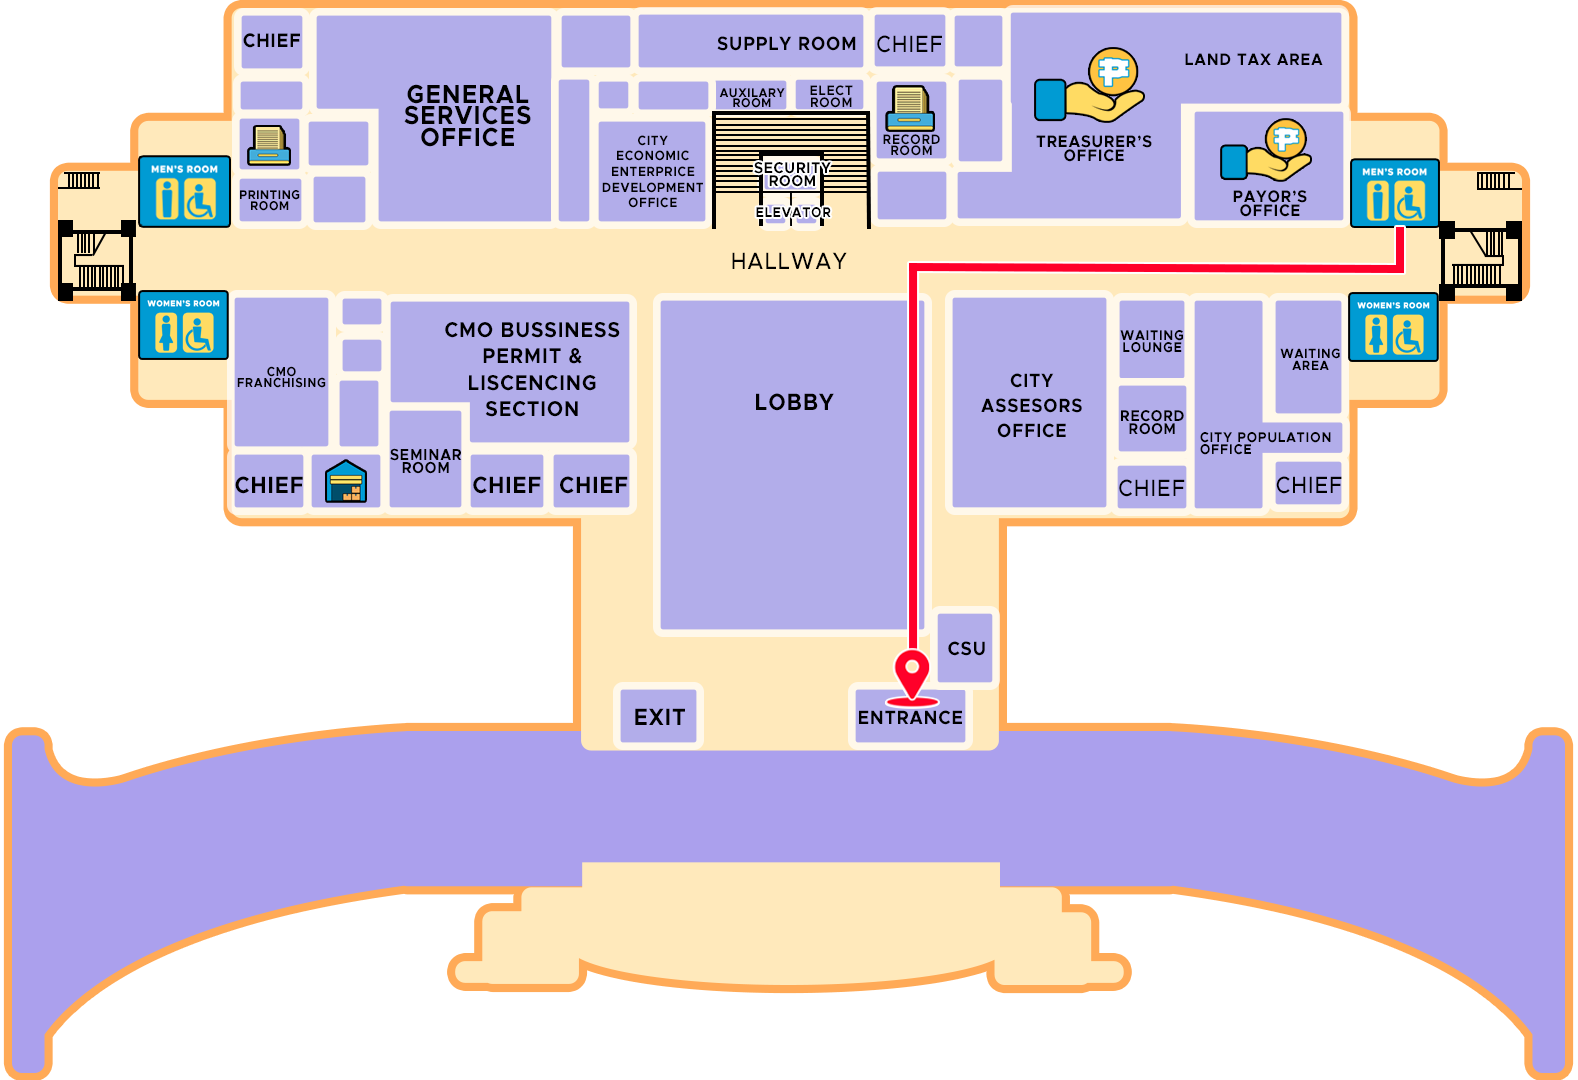 CHIEF
GENERAL
SERVICES
OFFICE
SUPPLY ROOM
CHIEF
LAND TAX AREA
AUXILARY
ROOM
ELECT
ROOM
CITY
ECONOMIC
ENTERPRICE
DEVELOPMENT
OFFICE
SECURITY
ROOM
ELEVATOR
RECORD
ROOM
TREASURER'S
OFFICE
PAYOR'S
OFFICE
MEN'S ROOM
PRINTING
ROOM
MEN'S ROOM
HALLWAY
WOMEN'S ROOM
CMO
FRANCHISING
CMO BUSSINESS
PERMIT &
LISCENCING
SECTION
SEMINAR
ROOM
CHIEF
CHIEF
CHIEF
LOBBY
CITY
ASSESORS
OFFICE
WAITING
LOUNGE
RECORD
ROOM
CHIEF
WAITING
AREA
CITY POPULATION
OFFICE
CHIEF
WOMEN'S ROOM
CSU
EXIT
ENTRANCE